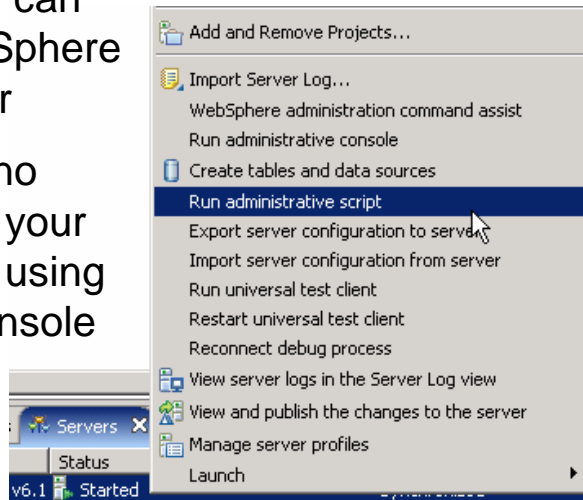 can
Sphere
r
no
your
using
nsole
Add and Remove Projects...
Import Server Log...
WebSphere administration command assist
Run administrative console
Create tables and data sources
Run administrative script
Export server configuration to server
Import server configuration from server
Run universal test client
Restart universal test client
Reconnect debug process
View server logs in the Server Log view
View and publish the changes to the server
Manage server profiles
Launch
Servers
Status
v6.1 Started